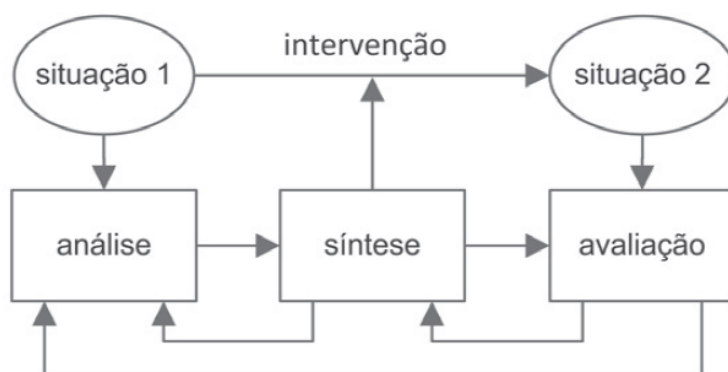 intervenção
situação 1
situação 2
análise
síntese
avaliação